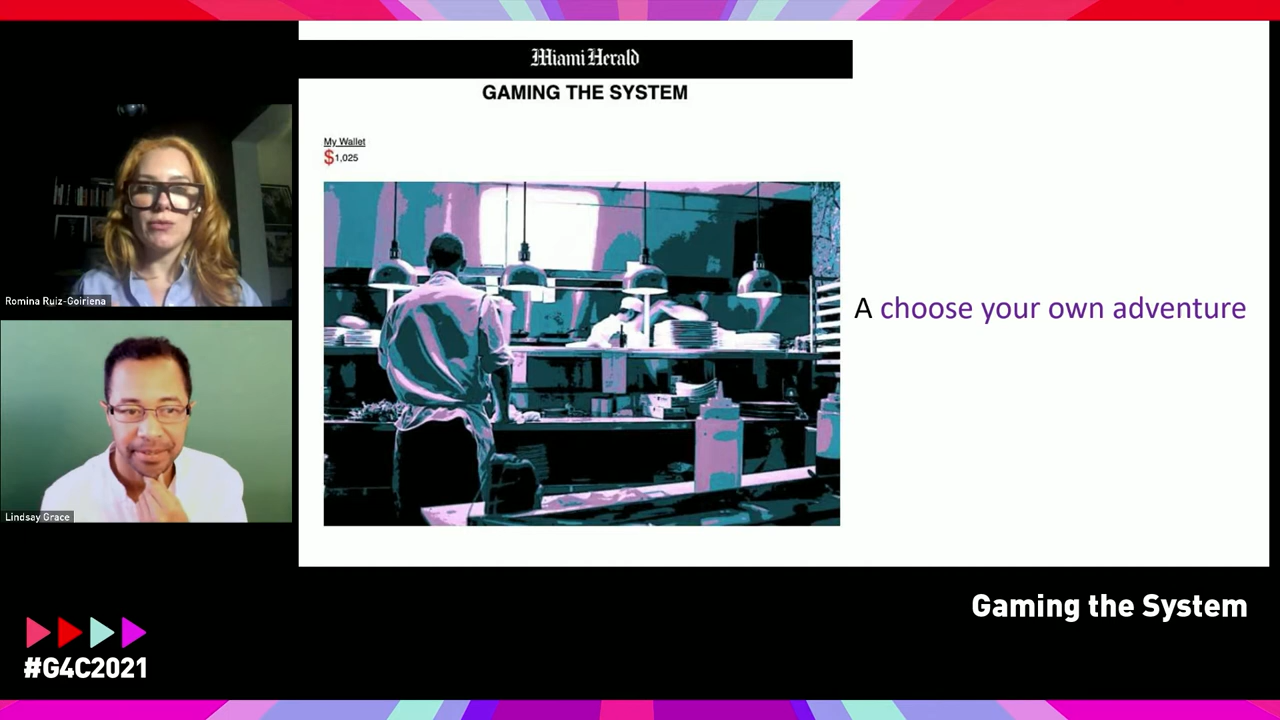 Miami Herald
GAMING THE SYSTEM
My Wallet
$1,025
A choose your own adventure
Romina Ruiz-Goiriena
Lindsay Grace
Gaming the System
#G4C2021